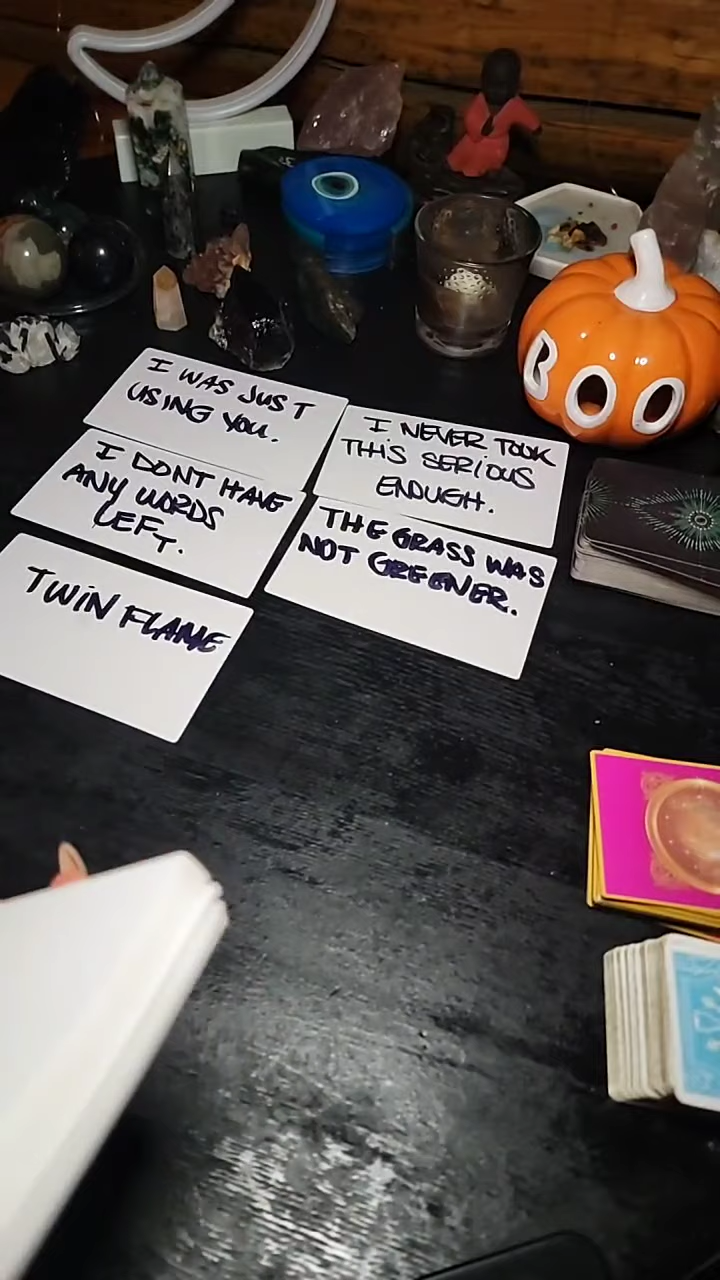 I WAS JUST
USING YOU.
I NEVER TOOK
THIS SERIOUS
ENOUGH.
I DONT HAVE
ANY WORDS
LEFT.
THE GRASS WAS
NOT GREENER.
TWIN FLAME
BOO